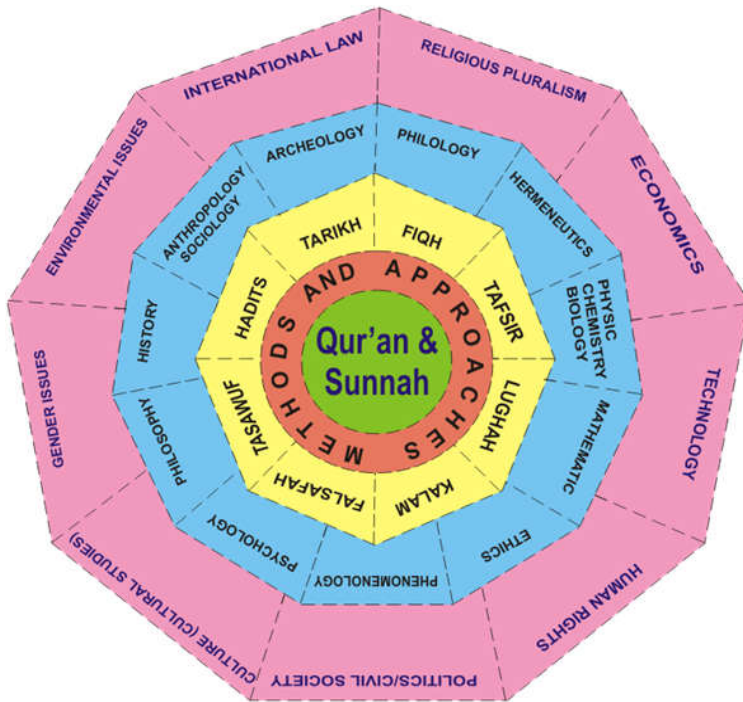 INTERNATIONAL LAW
RELIGIOUS PLURALISM
ECONOMICS
TECHNOLOGY
HUMAN RIGHTS
POLITICS/CIVIL SOCIETY
CULTURE (CULTURAL STUDIES)
GENDER ISSUES
ENVIRONMENTAL ISSUES
ARCHEOLOGY
PHILOLOGY
HERMENEUTICS
PHYSIC
CHEMISTRY
BIOLOGY
MATHEMATIC
ETHICS
PHENOMENOLOGY
PSYCHOLOGY
PHILOSOPHY
HISTORY
ANTHROPOLOGY
SOCIOLOGY
TARIKH
FIQH
TAFSIR
LUGHAH
KALAM
FALSAFAH
TASAWUF
HADITS
METHODS AND APPROACHES
Qur'an &
Sunnah